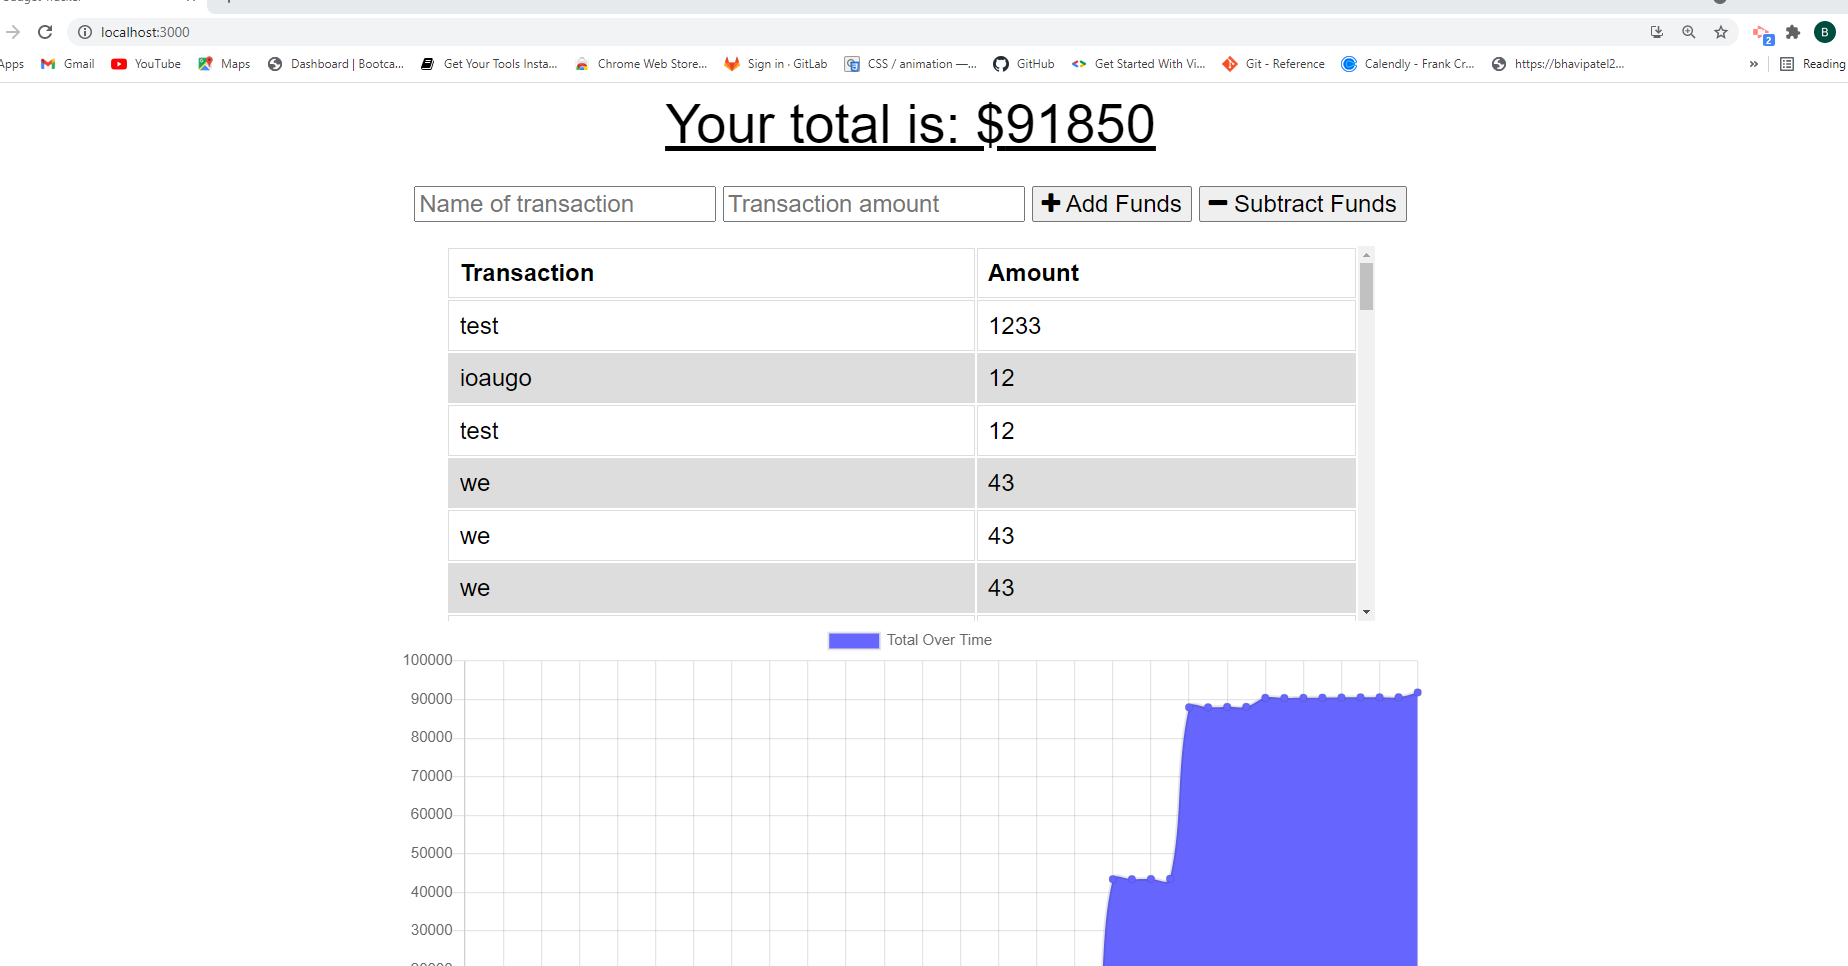 localhost:3000
2
B
Apps Gmail YouTube Maps Dashboard | Bootca... Get Your Tools Insta... Chrome Web Store... Sign in · GitLab CSS / animation —... GitHub Get Started With Vi... Git - Reference Calendly - Frank Cr... https://bhavipatel2... » Reading
Your total is: $91850
Name of transaction Transaction amount Add Funds Subtract Funds
Transaction Amount
test 1233
ioaugo 12
test 12
we 43
we 43
we 43
Total Over Time
100000
90000
80000
70000
60000
50000
40000
30000